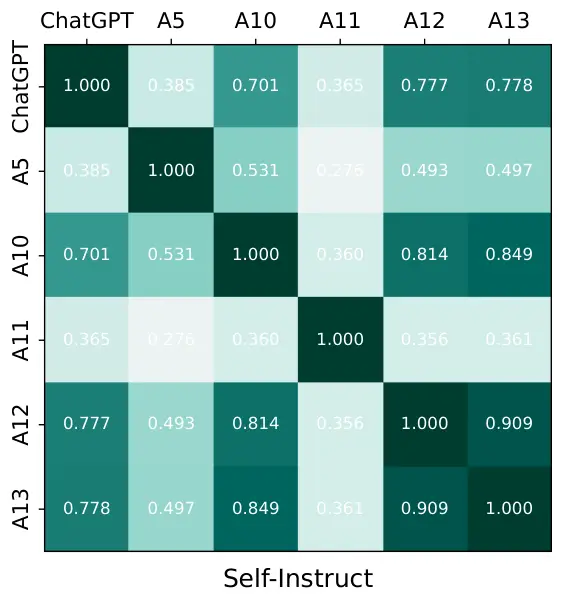 ChatGPT A5 A10 A11 A12 A13
ChatGPT 1.000 0.385 0.701 0.365 0.777 0.778
A5 0.385 1.000 0.531 0.276 0.493 0.497
A10 0.701 0.531 1.000 0.360 0.814 0.849
A11 0.365 0.276 0.360 1.000 0.356 0.361
A12 0.777 0.493 0.814 0.356 1.000 0.909
A13 0.778 0.497 0.849 0.361 0.909 1.000
Self-Instruct